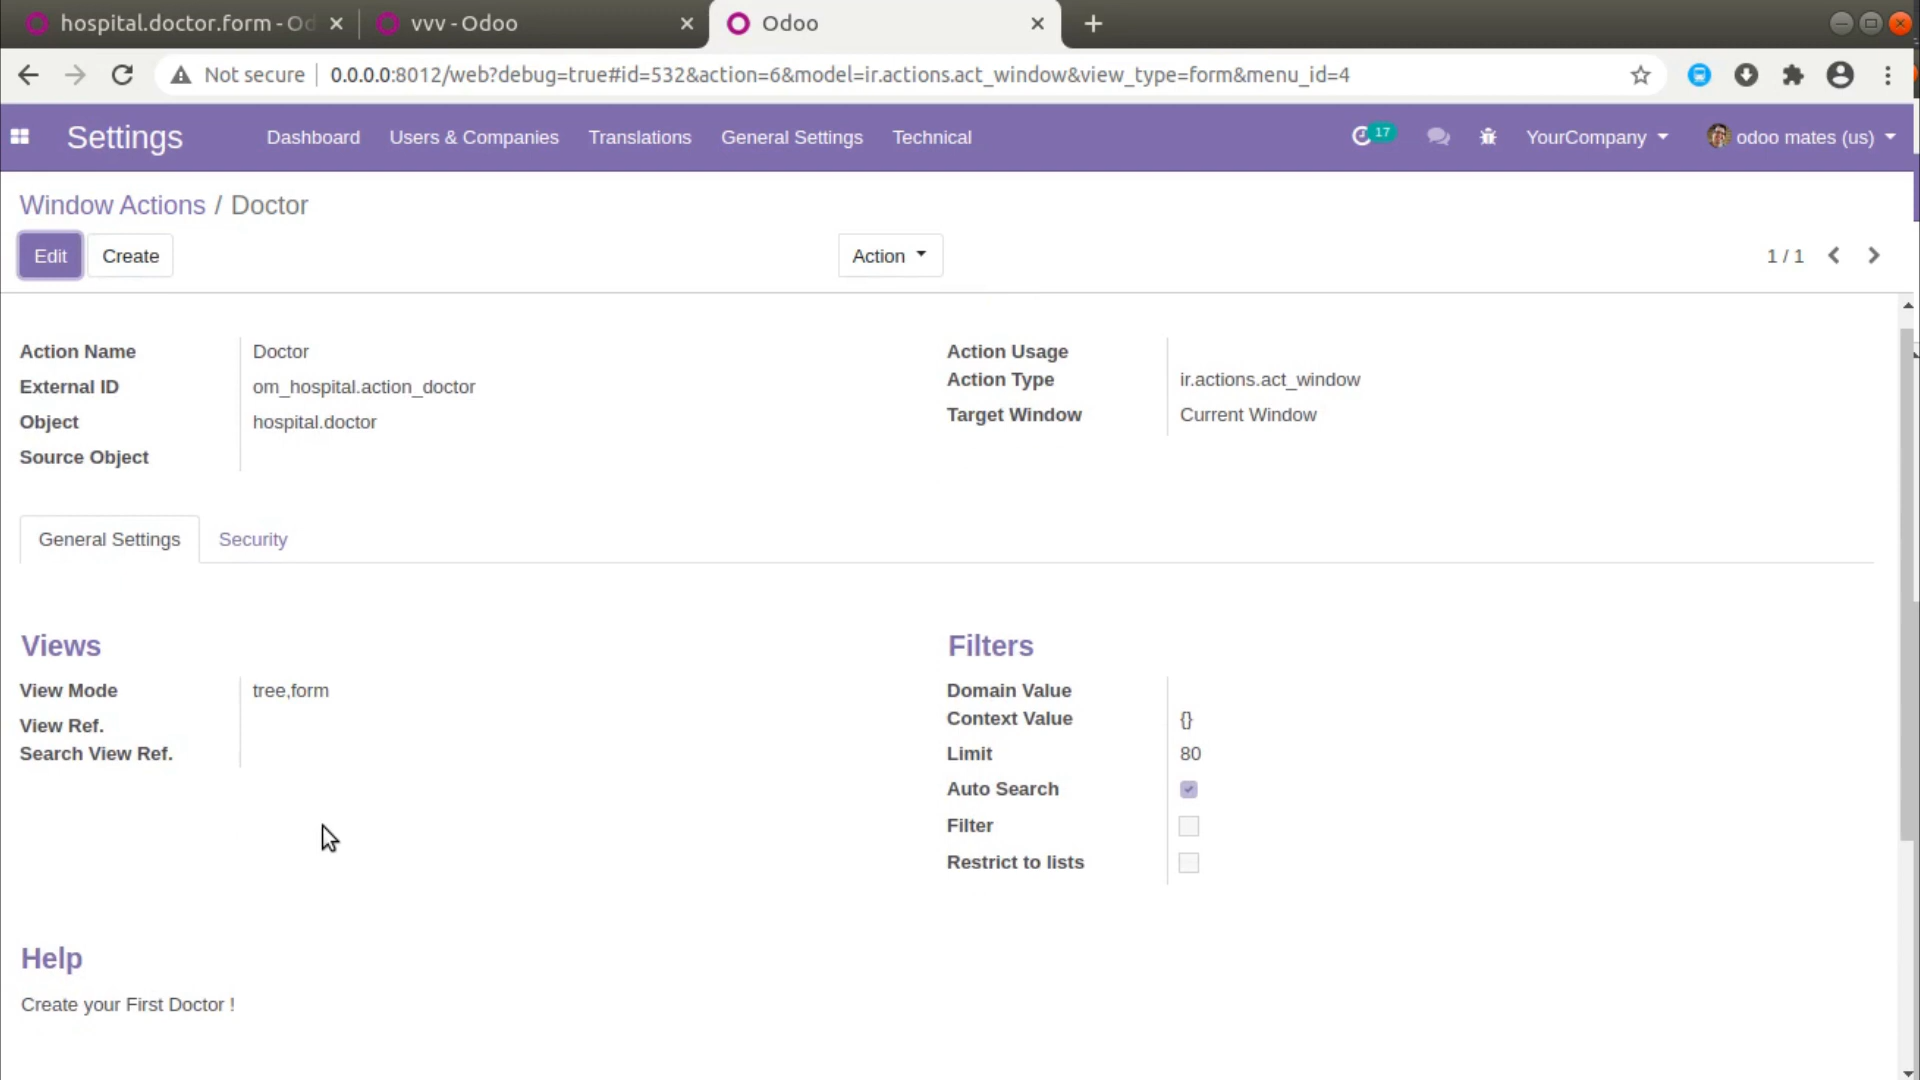 hospital.doctor.form - Od
vvv - Odoo
Odoo
Not secure
0.0.0.0:8012/web?debug=true#id=532&action=6&model=ir.actions.act_window&view_type=form&menu_id=4
Settings
Dashboard
Users & Companies
Translations
General Settings
Technical
17
YourCompany
odoo mates (us)
Window Actions / Doctor
Edit
Create
Action
1 / 1
Action Name
Doctor
External ID
om_hospital.action_doctor
Object
hospital.doctor
Source Object
Action Usage
Action Type
ir.actions.act_window
Target Window
Current Window
General Settings
Security
Views
View Mode
tree,form
View Ref.
Search View Ref.
Filters
Domain Value
Context Value
{}
Limit
80
Auto Search
Filter
Restrict to lists
Help
Create your First Doctor !